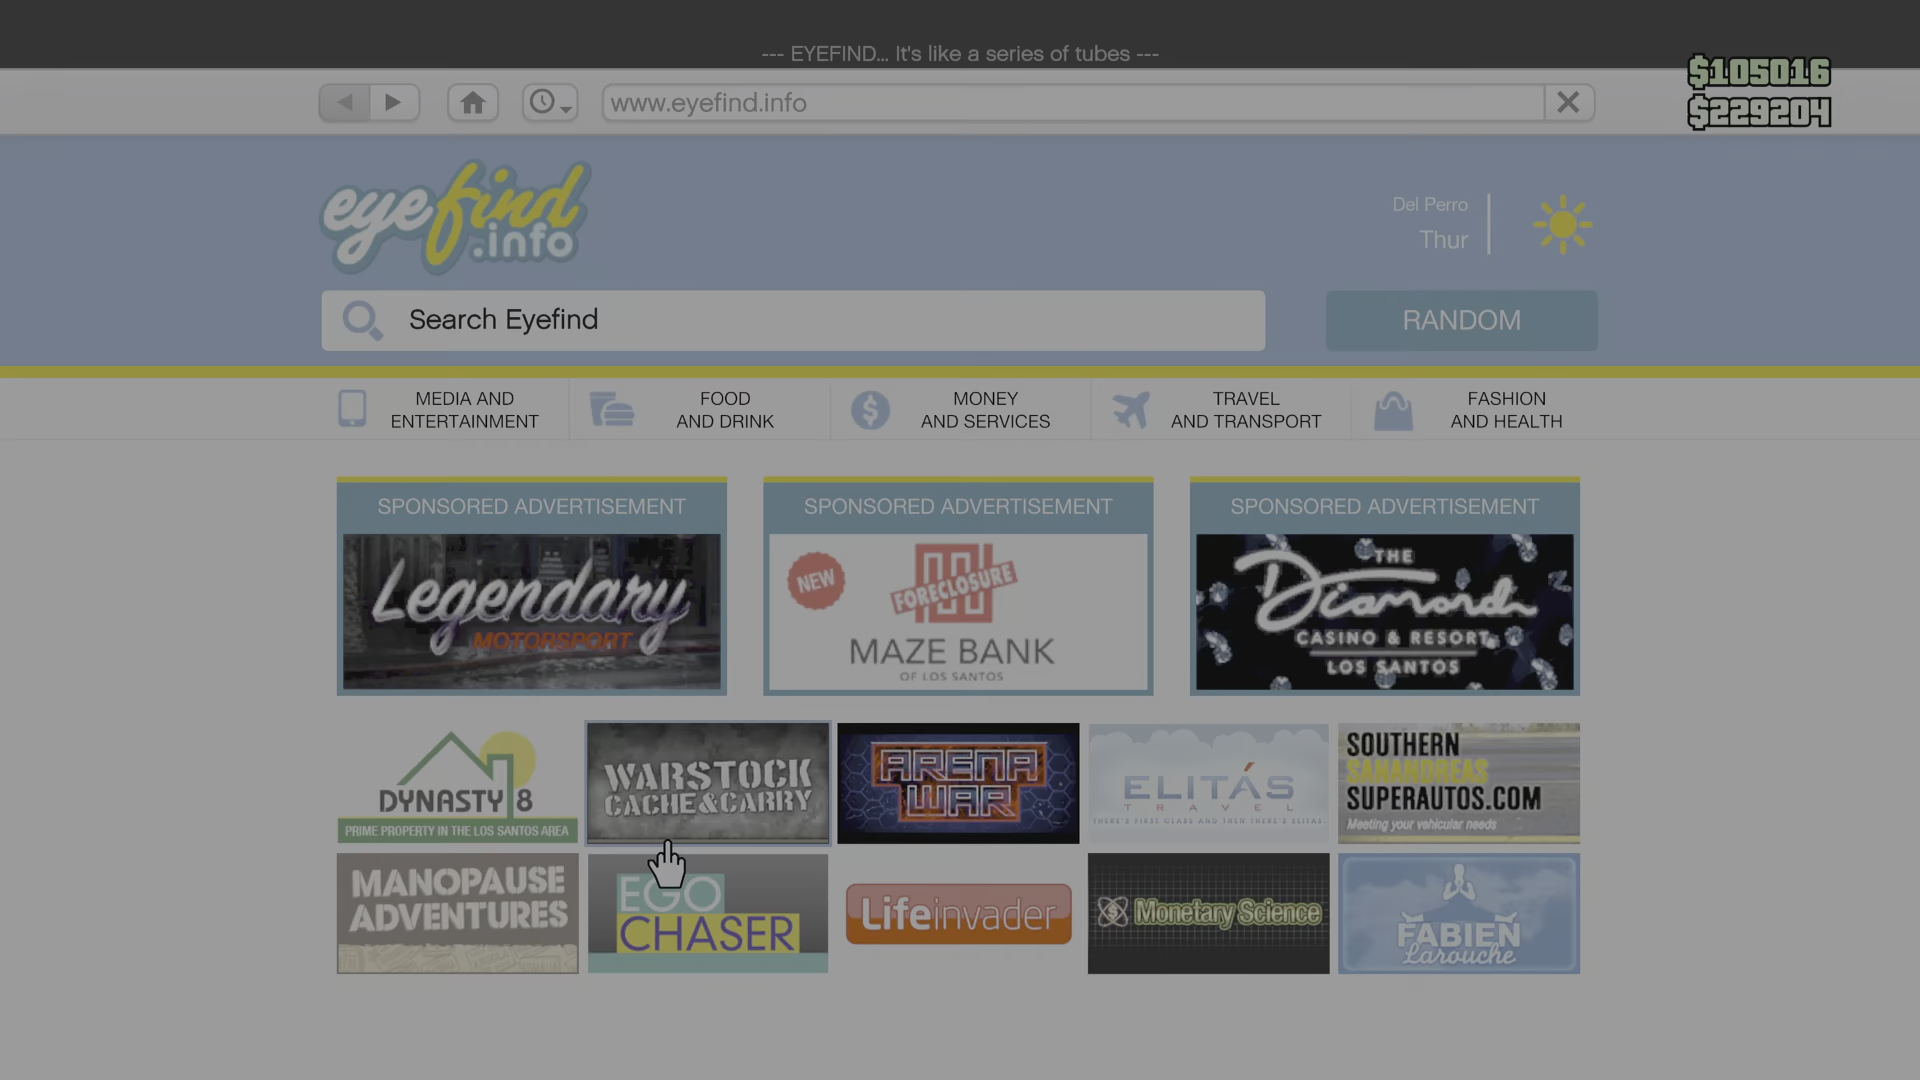 --- EYEFIND... It's like a series of tubes ---
$105016
www.eyefind.info
$229204
eyefind
.info
Del Perro
Thur
Search Eyefind
RANDOM
MEDIA AND
ENTERTAINMENT
FOOD
AND DRINK
MONEY
AND SERVICES
TRAVEL
AND TRANSPORT
FASHION
AND HEALTH
SPONSORED ADVERTISEMENT
Legendary
MOTORSPORT
SPONSORED ADVERTISEMENT
NEW
FORECLOSURE
MAZE BANK
OF LOS SANTOS
SPONSORED ADVERTISEMENT
THE
Diamond
CASINO & RESORT
LOS SANTOS
DYNASTY 8
PRIME PROPERTY IN THE LOS SANTOS AREA
WARSTOCK
CACHE&CARRY
ARENA
WAR
ELITÁS
TRAVEL
THERE'S FIRST CLASS AND THEN THERE'S ELITAS.
SOUTHERN
SANANDREAS
SUPERAUTOS.COM
Meeting your vehicular needs
MANOPAUSE
ADVENTURES
EGO
CHASER
Lifeinvader
$ Monetary Science
FABIEN
Larouche